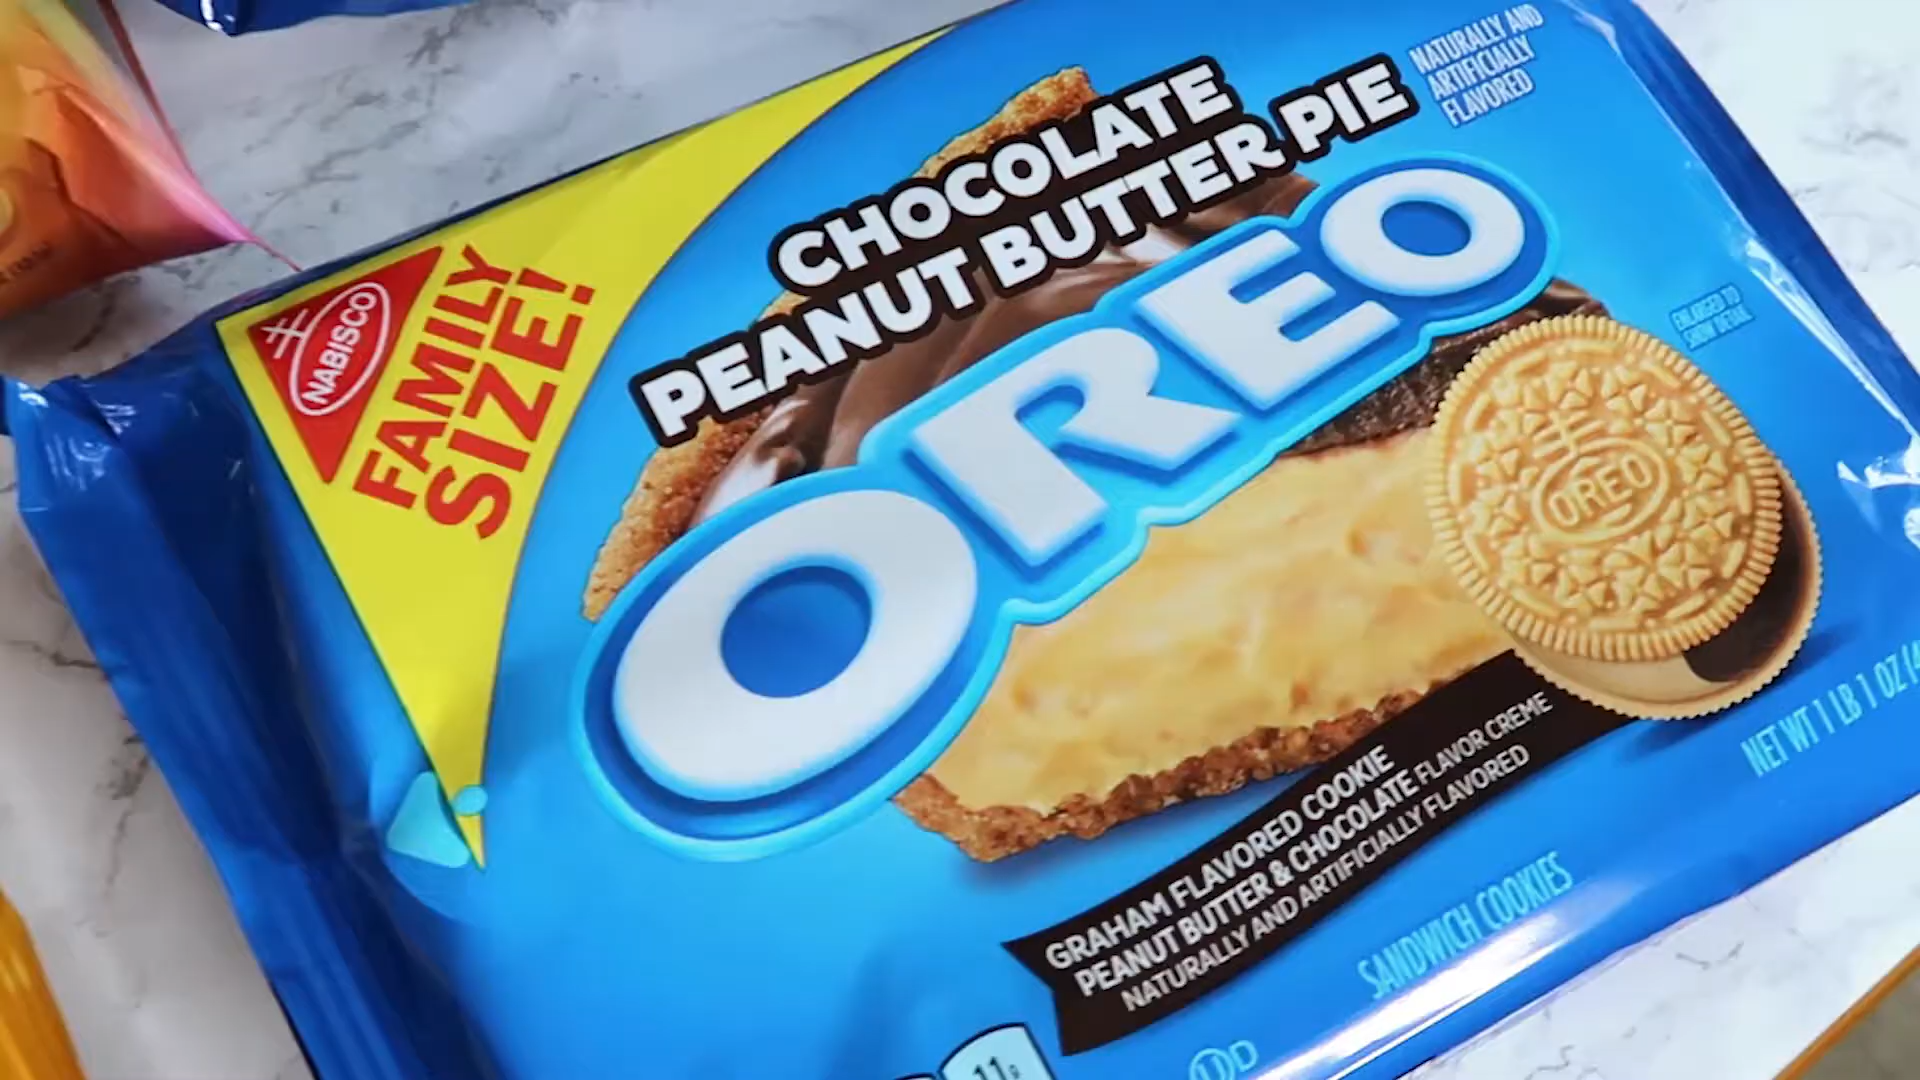 NABISCO
FAMILY
SIZE!
CHOCOLATE
PEANUT BUTTER PIE
NATURALLY AND
ARTIFICIALLY
FLAVORED
OREO
ENLARGED TO
SHOW DETAIL
OREO
GRAHAM FLAVORED COOKIE
PEANUT BUTTER & CHOCOLATE FLAVOR CREME
NATURALLY AND ARTIFICIALLY FLAVORED
NET WT 1 LB 1 OZ
SANDWICH COOKIES
U D
11g